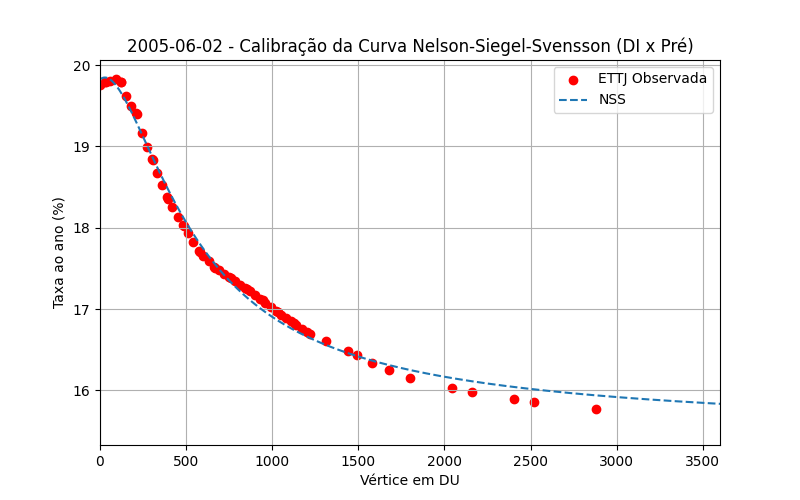 2005-06-02 - Calibração da Curva Nelson-Siegel-Svensson (DI x Pré)
ETTJ Observada
NSS
Taxa ao ano (%)
20
19
18
17
16
0 500 1000 1500 2000 2500 3000 3500
Vértice em DU